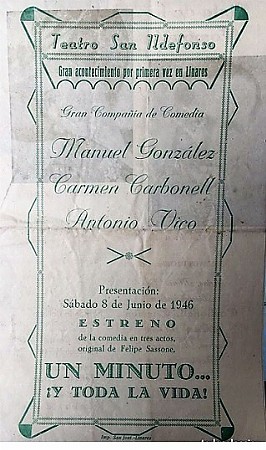 Teatro San Ildefonso
Gran acontecimiento por primera vez en Linares
Gran Compañía de Comedia
Manuel González
Carmen Carbonell
Antonio Vico
Presentación:
Sábado 8 de Junio de 1946
ESTRENO
de la comedia en tres actos,
original de Felipe Sassone,
UN MINUTO...
¡Y TODA LA VIDA!
Imp. San José-Linares